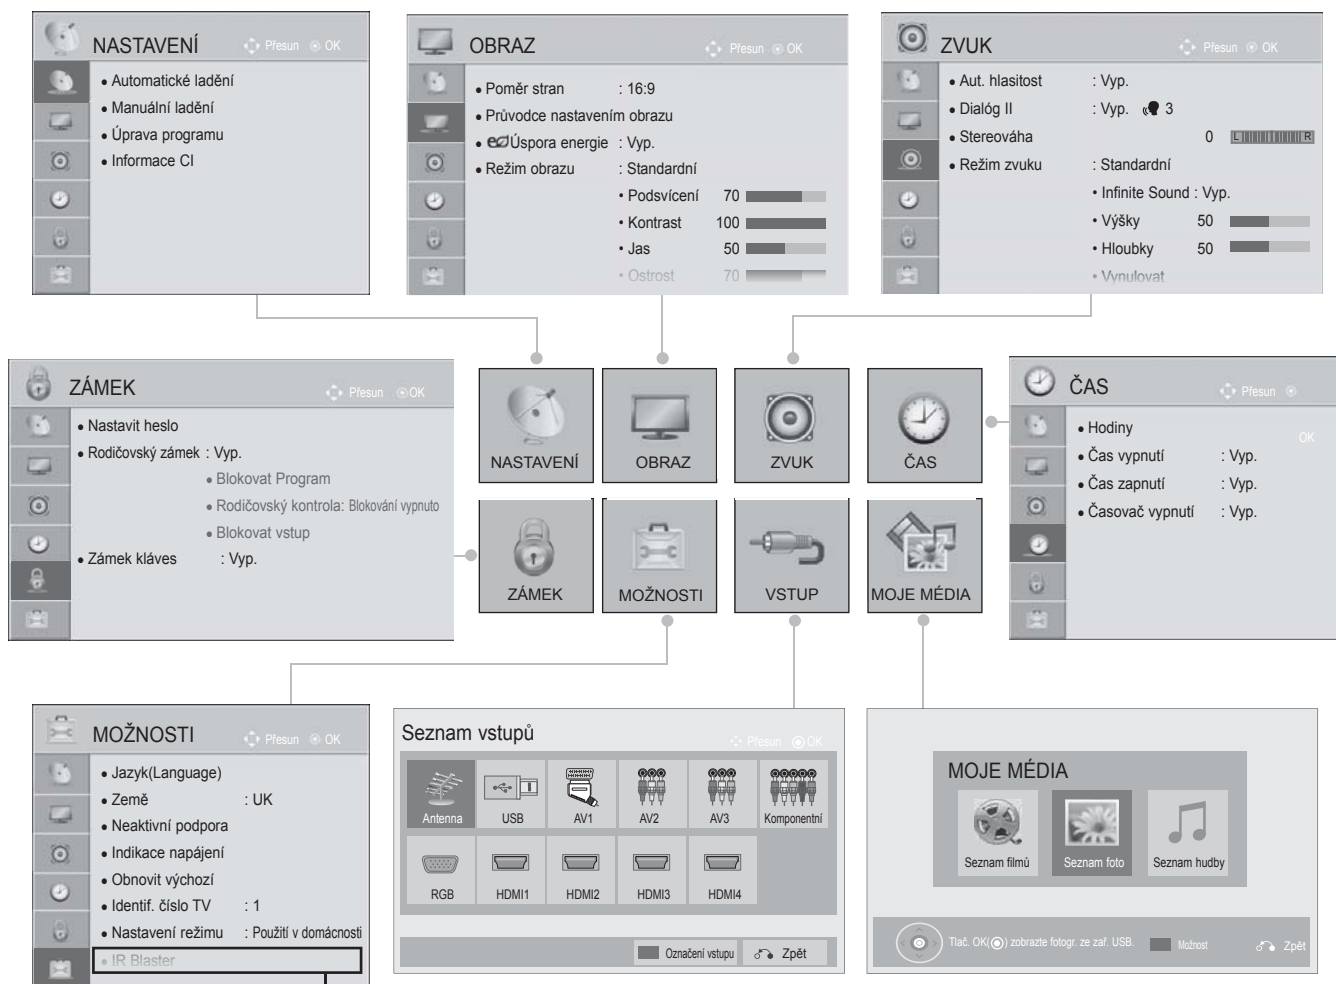 NASTAVENÍ
Přesun OK
• Automatické ladění
• Manuální ladění
• Úprava programu
• Informace CI
OBRAZ
Přesun OK
• Poměr stran : 16:9
• Průvodce nastavením obrazu
• Úspora energie : Vyp.
• Režim obrazu : Standardní
• Podsvícení 70
• Kontrast 100
• Jas 50
• Ostrost 70
ZVUK
Přesun OK
• Aut. hlasitost : Vyp.
• Dialóg II : Vyp. 3
• Stereováha 0 L R
• Režim zvuku : Standardní
• Infinite Sound : Vyp.
• Výšky 50
• Hloubky 50
• Vynulovat
ZÁMEK
Přesun OK
• Nastavit heslo
• Rodičovský zámek : Vyp.
• Blokovat Program
• Rodičovský kontrola: Blokování vypnuto
• Blokovat vstup
• Zámek kláves : Vyp.
NASTAVENÍ
OBRAZ
ZVUK
ČAS
ZÁMEK
MOŽNOSTI
VSTUP
MOJE MÉDIA
ČAS
Přesun
OK
• Hodiny
• Čas vypnutí : Vyp.
• Čas zapnutí : Vyp.
• Časovač vypnutí : Vyp.
MOŽNOSTI
Přesun OK
• Jazyk(Language)
• Země : UK
• Neaktivní podpora
• Indikace napájení
• Obnovit výchozí
• Identif. číslo TV : 1
• Nastavení režimu : Použití v domácnosti
• IR Blaster
Seznam vstupů
Přesun OK
Antenna
USB
AV1
AV2
AV3
Komponentní
RGB
HDMI1
HDMI2
HDMI3
HDMI4
Označení vstupu
Zpět
MOJE MÉDIA
Seznam filmů
Seznam foto
Seznam hudby
Tlač. OK( ) zobrazte fotogr. ze zař. USB.
Možnost
Zpět